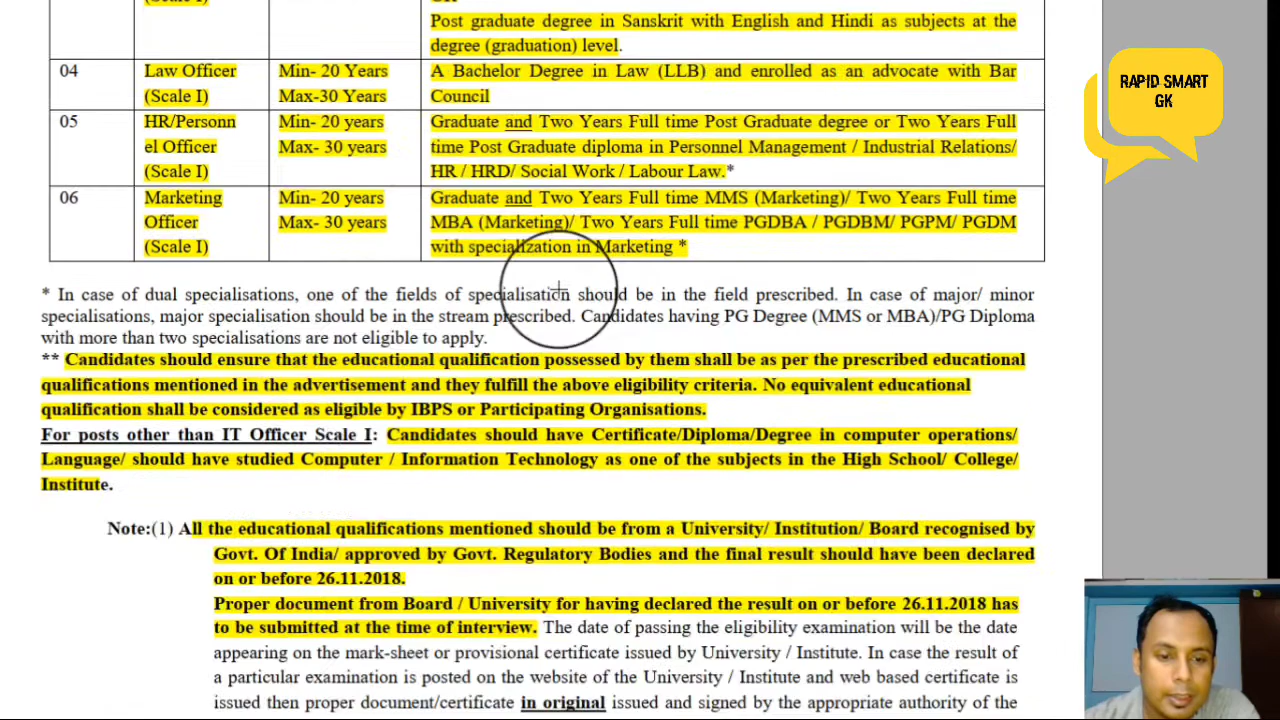 (Scale I)
OR
Post graduate degree in Sanskrit with English and Hindi as subjects at the
degree (graduation) level.
04 Law Officer Min- 20 Years A Bachelor Degree in Law (LLB) and enrolled as an advocate with Bar
(Scale I) Max-30 Years Council
05 HR/Personn Min- 20 years Graduate and Two Years Full time Post Graduate degree or Two Years Full
el Officer Max- 30 years time Post Graduate diploma in Personnel Management / Industrial Relations/
(Scale I) HR / HRD/ Social Work / Labour Law.*
06 Marketing Min- 20 years Graduate and Two Years Full time MMS (Marketing)/ Two Years Full time
Officer Max- 30 years MBA (Marketing)/ Two Years Full time PGDBA / PGDBM/ PGPM/ PGDM
(Scale I) with specialization in Marketing *
* In case of dual specialisations, one of the fields of specialisation should be in the field prescribed. In case of major/ minor
specialisations, major specialisation should be in the stream prescribed. Candidates having PG Degree (MMS or MBA)/PG Diploma
with more than two specialisations are not eligible to apply.
** Candidates should ensure that the educational qualification possessed by them shall be as per the prescribed educational
qualifications mentioned in the advertisement and they fulfill the above eligibility criteria. No equivalent educational
qualification shall be considered as eligible by IBPS or Participating Organisations.
For posts other than IT Officer Scale I: Candidates should have Certificate/Diploma/Degree in computer operations/
Language/ should have studied Computer / Information Technology as one of the subjects in the High School/ College/
Institute.
Note:(1) All the educational qualifications mentioned should be from a University/ Institution/ Board recognised by
Govt. Of India/ approved by Govt. Regulatory Bodies and the final result should have been declared
on or before 26.11.2018.
Proper document from Board / University for having declared the result on or before 26.11.2018 has
to be submitted at the time of interview. The date of passing the eligibility examination will be the date
appearing on the mark-sheet or provisional certificate issued by University / Institute. In case the result of
a particular examination is posted on the website of the University / Institute and web based certificate is
issued then proper document/certificate in original issued and signed by the appropriate authority of the
RAPID SMART
GK